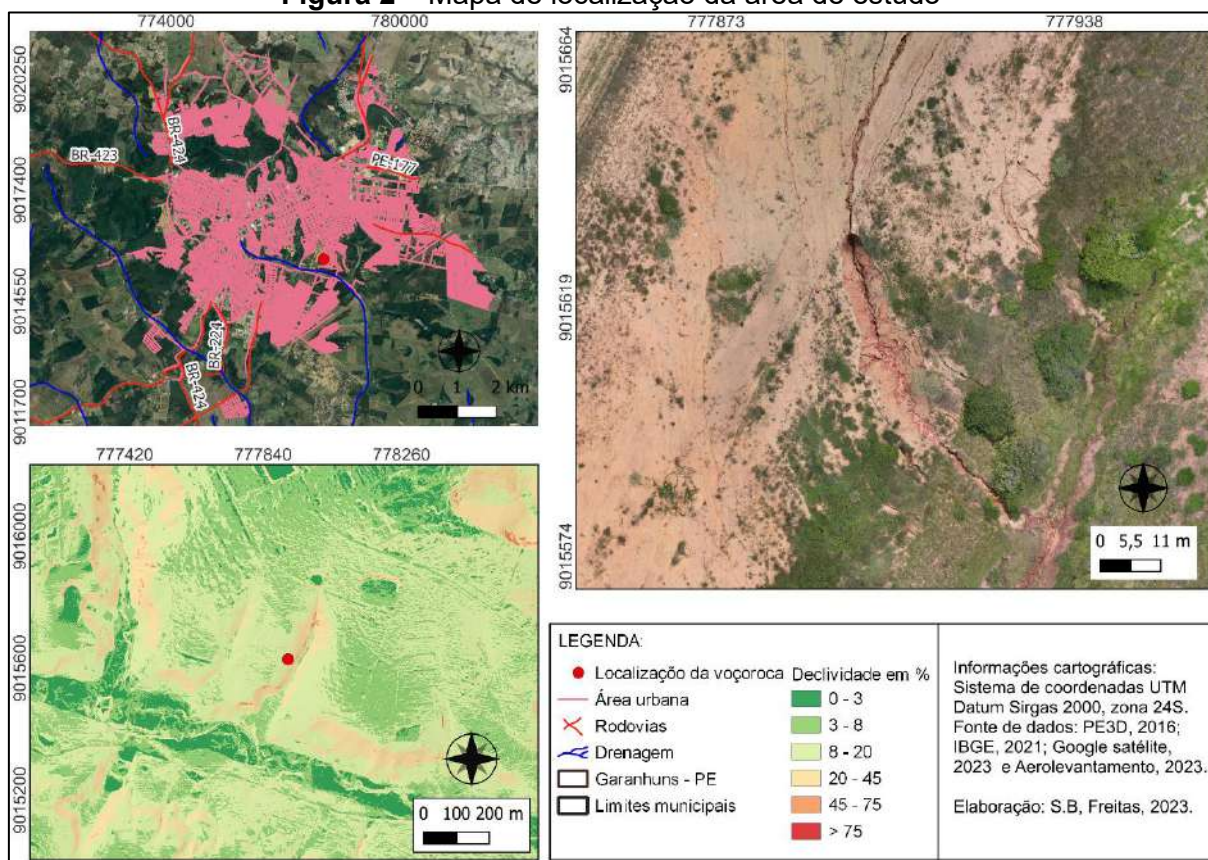 Figura 2 – Mapa de localização da área de estudo
774000 780000
9020250
9017400
9014550
9011700
BR-423
BR-424
PE-177
BR-224
BR-424
0 1 2 km
777873 777938
9015664
9015619
9015574
0 5,5 11 m
777420 777840 778260
9016000
9015600
9015200
0 100 200 m
LEGENDA:
Localização da voçoroca
Área urbana
Rodovias
Drenagem
Garanhuns - PE
Limites municipais
Declividade em %
0 - 3
3 - 8
8 - 20
20 - 45
45 - 75
> 75
Informações cartográficas:
Sistema de coordenadas UTM
Datum Sirgas 2000, zona 24S.
Fonte de dados: PE3D, 2016;
IBGE, 2021; Google satélite,
2023 e Aerolevantamento, 2023.
Elaboração: S.B, Freitas, 2023.